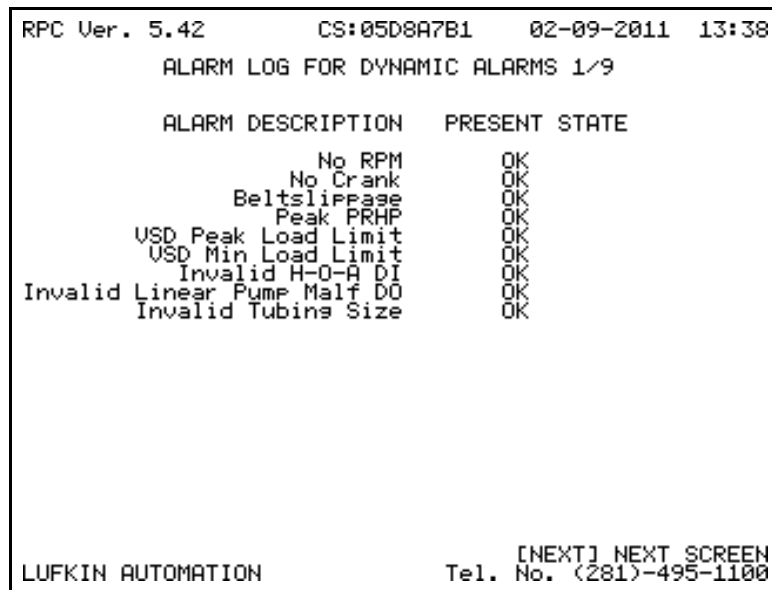 RPC Ver. 5.42 CS:05D8A7B1 02-09-2011 13:38
ALARM LOG FOR DYNAMIC ALARMS 1/9
ALARM DESCRIPTION PRESENT STATE
No RPM OK
No Crank OK
Beltslippage OK
Peak PRHP OK
VSD Peak Load Limit OK
VSD Min Load Limit OK
Invalid H-O-A DI OK
Invalid Linear Pump Malf DO OK
Invalid Tubing Size OK
[NEXT] NEXT SCREEN
LUFKIN AUTOMATION Tel. No. (281)-495-1100